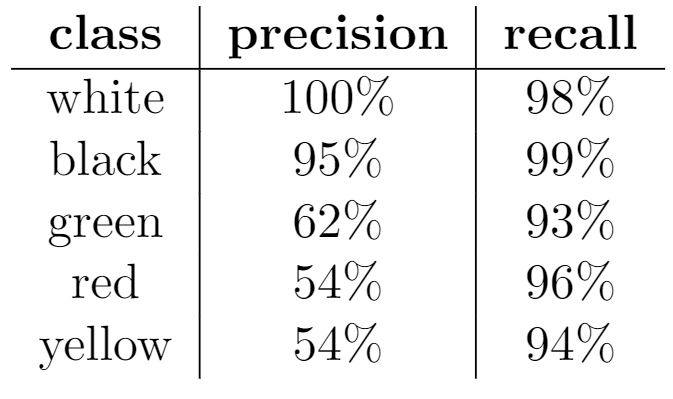 class precision recall
white 100% 98%
black 95% 99%
green 62% 93%
red 54% 96%
yellow 54% 94%